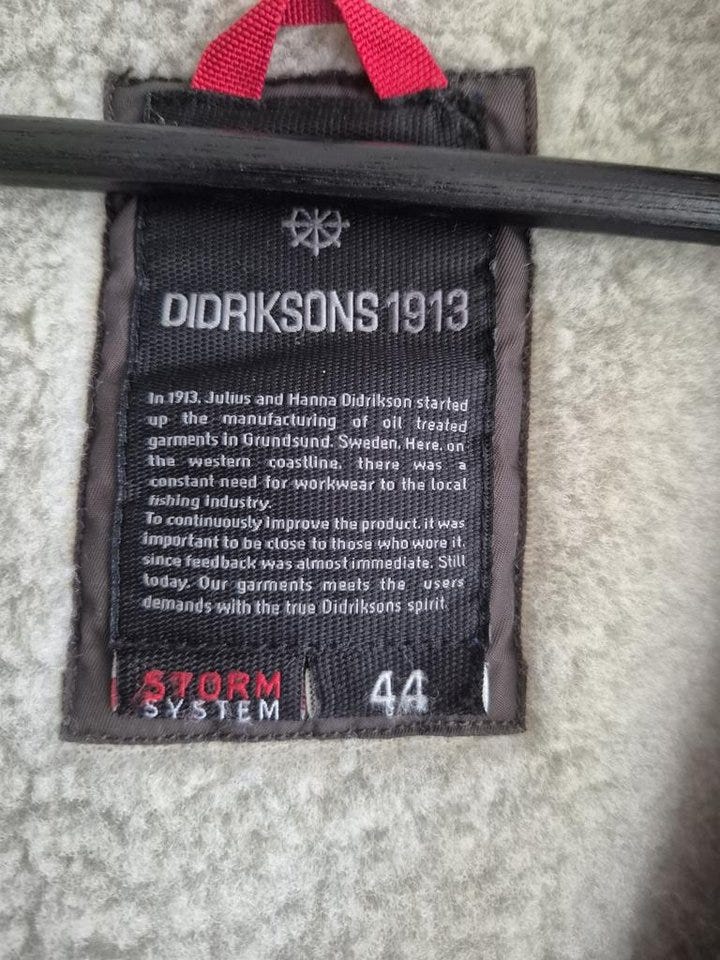 DIDRIKSONS 1913
In 1913, Julius and Hanna Didrikson started
up the manufacturing of oil treated
garments in Grundsund, Sweden. Here, on
the western coastline, there was a
constant need for workwear to the local
fishing industry.
To continuously improve the product, it was
important to be close to those who wore it,
since feedback was almost immediate. Still
today. Our garments meets the users
demands with the true Didriksons spirit.
STORM 44
SYSTEM